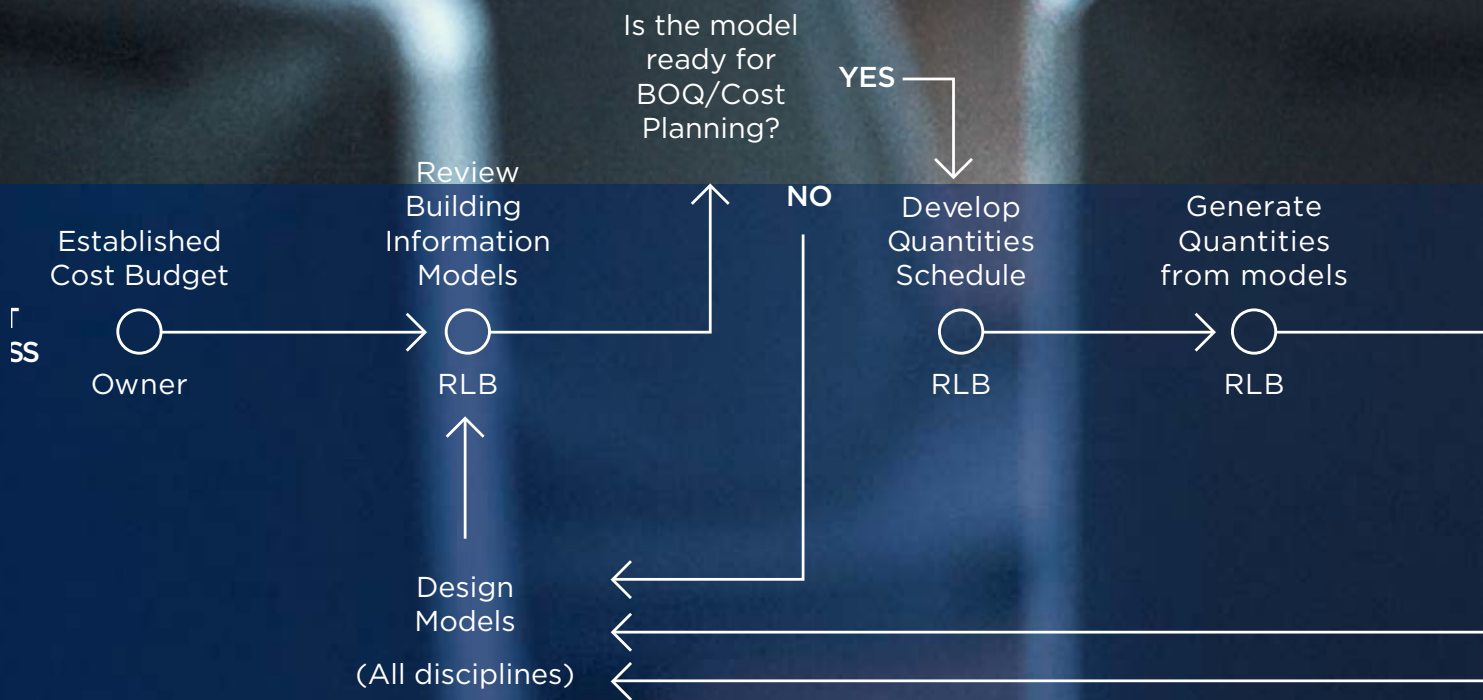 Is the model
ready for
BOQ/Cost
Planning?
YES
NO
Established
Cost Budget
Owner
Review
Building
Information
Models
RLB
Develop
Quantities
Schedule
RLB
Generate
Quantities
from models
RLB
Design
Models
(All disciplines)